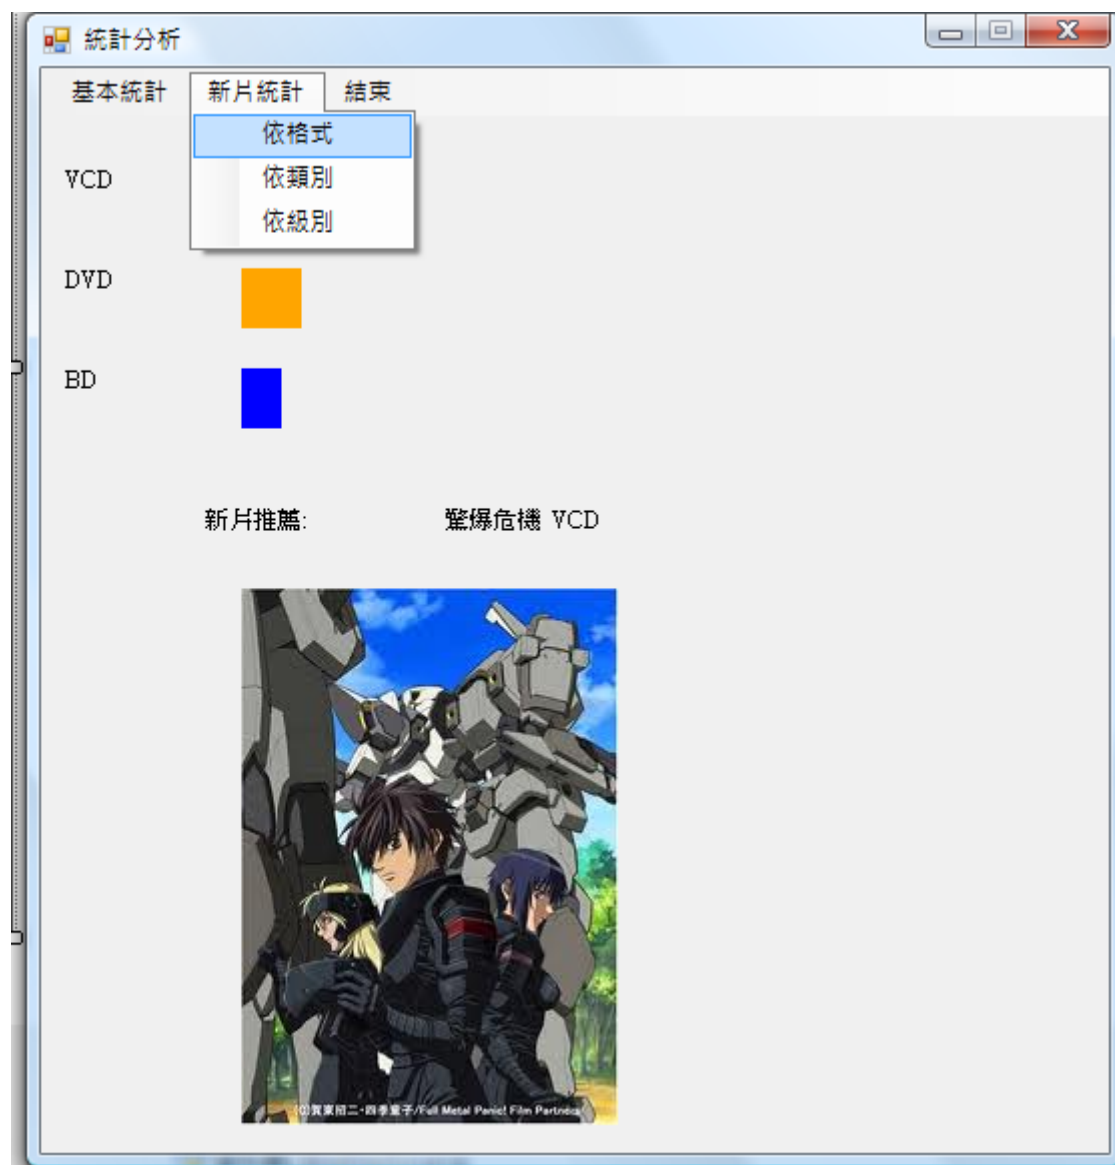 統計分析
基本統計 新片統計 結束
依格式
依類別
依級別
VCD
DVD
BD
新片推薦: 驚爆危機 VCD
(C)賀東招二・四季童子/Full Metal Panic! Film Partners